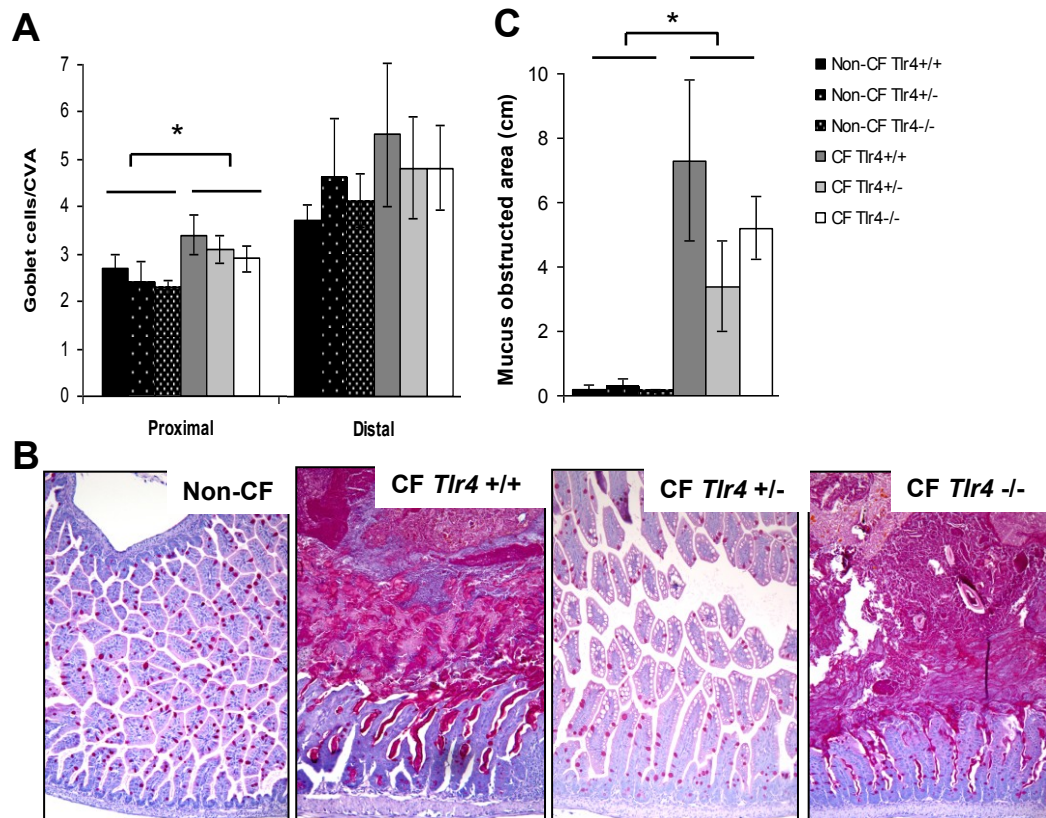 A
7
6
5
4
3
2
1
0
Goblet cells/CVA
*
Proximal
Distal
C
*
10
8
6
4
2
0
Mucus obstructed area (cm)
Non-CF Tlr4+/+
Non-CF Tlr4+/-
Non-CF Tlr4-/-
CF Tlr4+/+
CF Tlr4+/-
CF Tlr4-/-
B
Non-CF
CF Tlr4 +/+
CF Tlr4 +/-
CF Tlr4 -/-